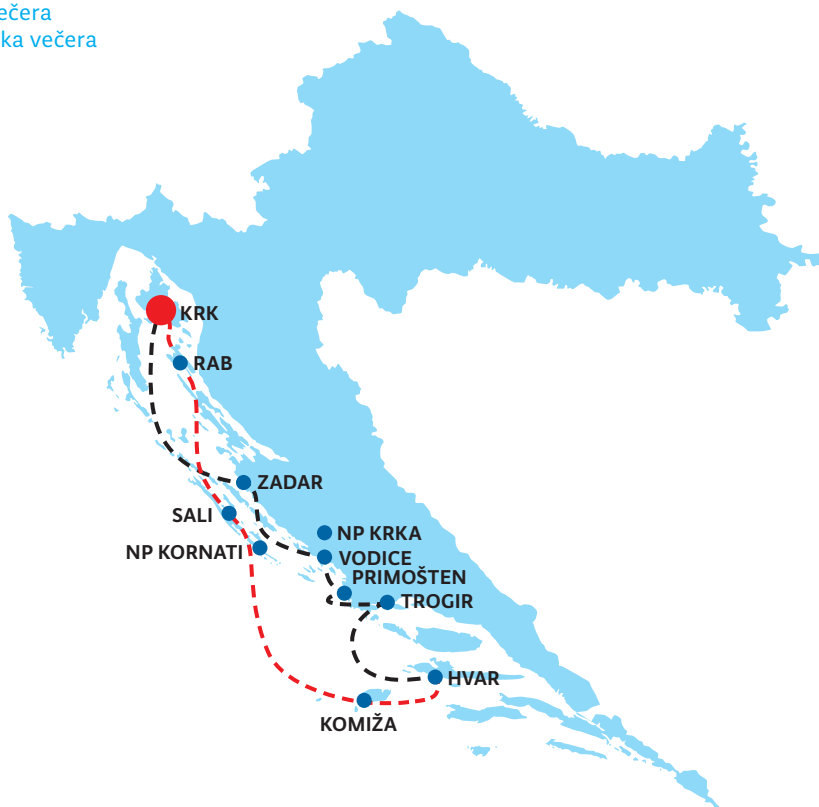 ečera
ka večera
KRK
RAB
ZADAR
SALI
NP KRKA
NP KORNATI
VODICE
PRIMOŠTEN
TROGIR
HVAR
KOMIŽA